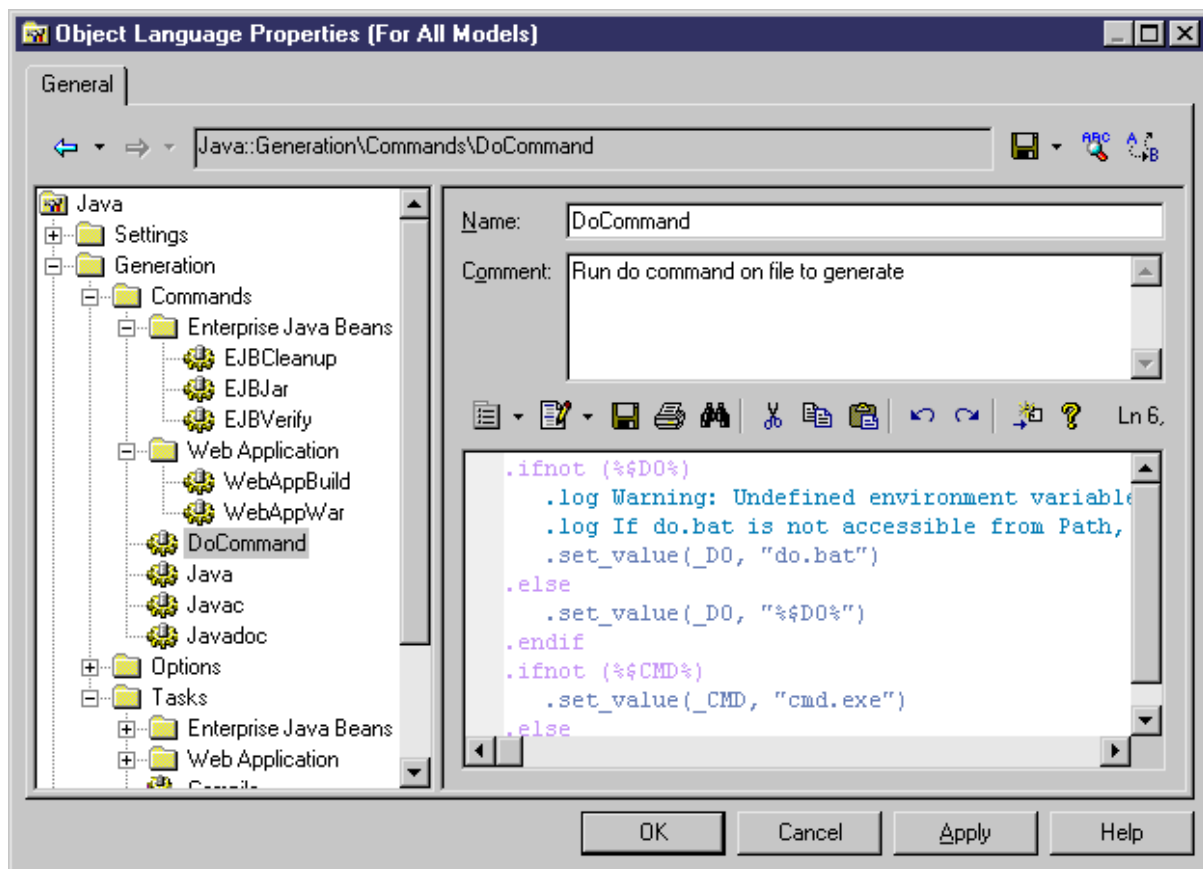 Object Language Properties (For All Models)
General
Java::Generation\Commands\DoCommand
Java
Settings
Generation
Commands
Enterprise Java Beans
EJBCleanup
EJBJar
EJBVerify
Web Application
WebAppBuild
WebAppWar
DoCommand
Java
Javac
Javadoc
Options
Tasks
Enterprise Java Beans
Web Application
Name: DoCommand
Comment: Run do command on file to generate
Ln 6,
.ifnot (%$DO%)
.log Warning: Undefined environment variable
.log If do.bat is not accessible from Path,
.set_value(_DO, "do.bat")
.else
.set_value(_DO, "%$DO%")
.endif
.ifnot (%$CMD%)
.set_value(_CMD, "cmd.exe")
.else
OK Cancel Apply Help